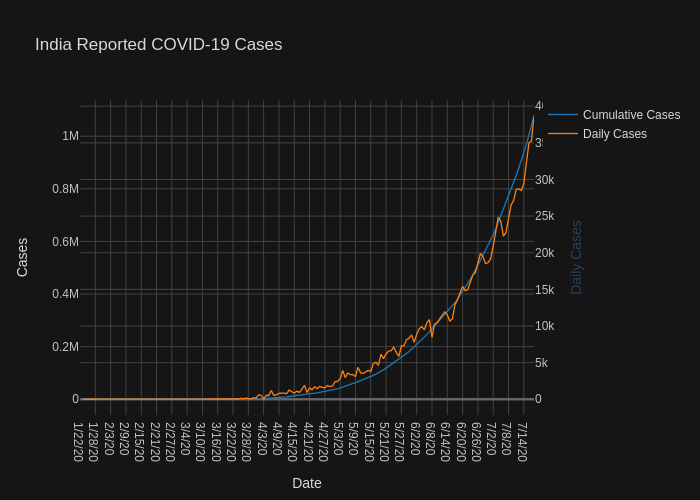 India Reported COVID-19 Cases
Cumulative Cases
Daily Cases
1M
0.8M
0.6M
0.4M
0.2M
0
Cases
30k
25k
20k
15k
10k
5k
0
Daily Cases
1/22/20
1/28/20
2/3/20
2/9/20
2/15/20
2/21/20
2/27/20
3/4/20
3/10/20
3/16/20
3/22/20
3/28/20
4/3/20
4/9/20
4/15/20
4/21/20
4/27/20
5/3/20
5/9/20
5/15/20
5/21/20
5/27/20
6/2/20
6/8/20
6/14/20
6/20/20
6/26/20
7/2/20
7/8/20
7/14/20
Date